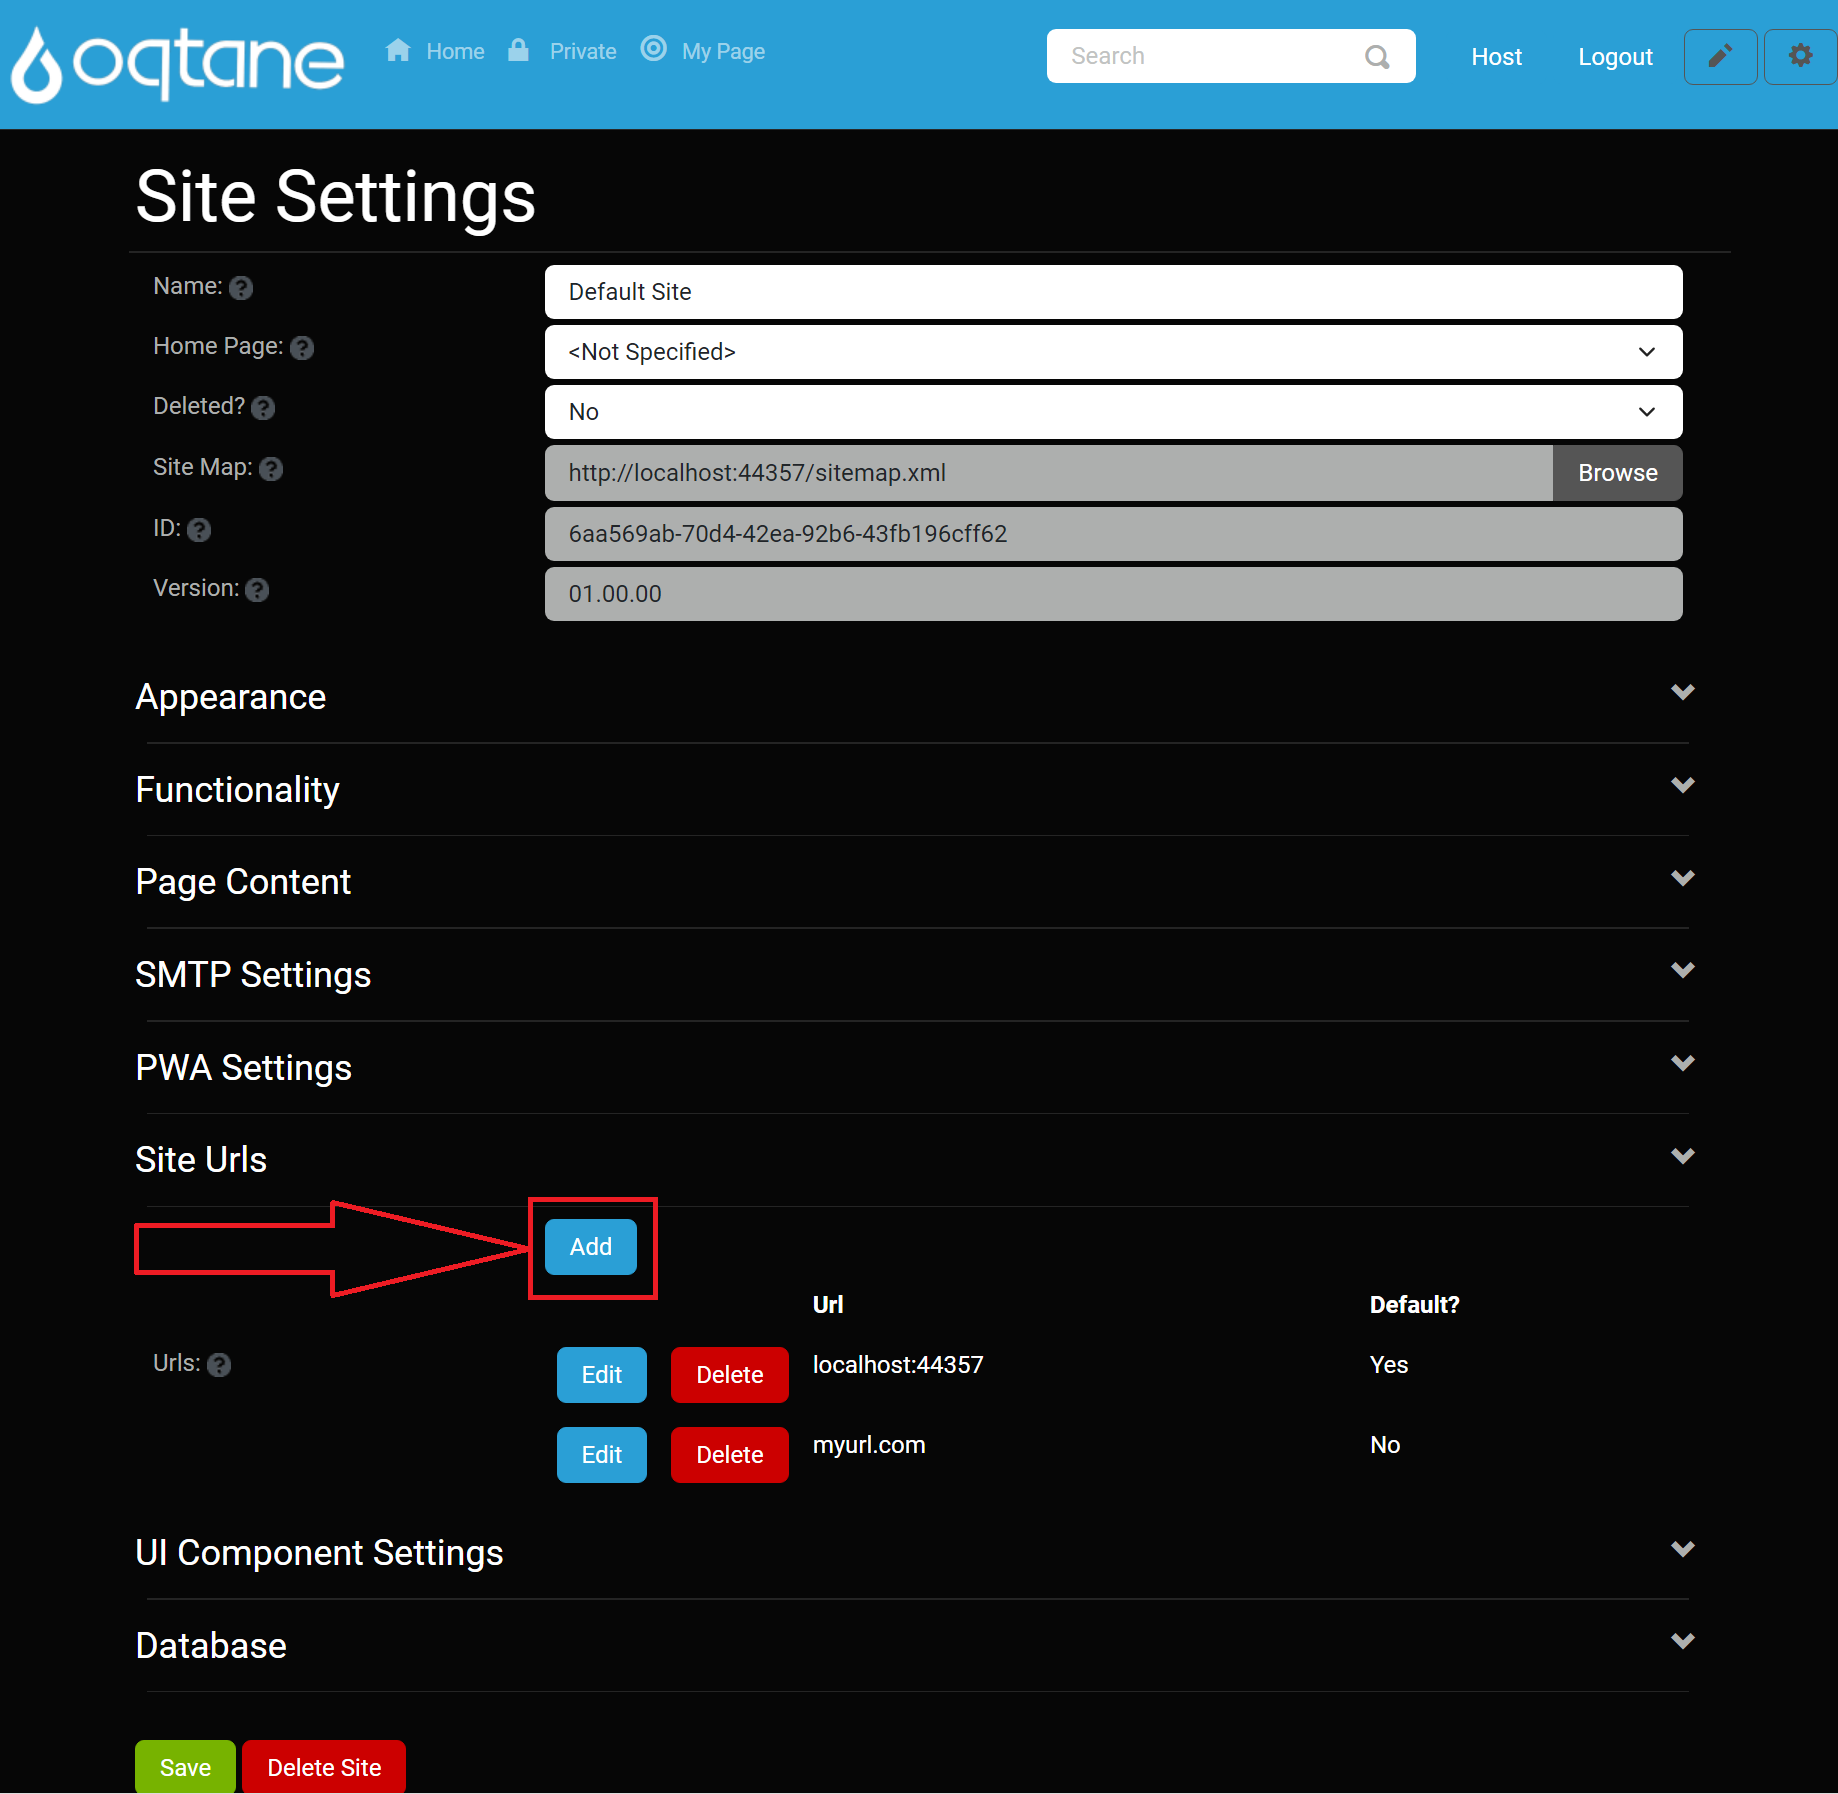 oqtane
Home Private My Page
Search
Host Logout
Site Settings
Name: ?
Default Site
Home Page: ?
<Not Specified>
Deleted? ?
No
Site Map: ?
http://localhost:44357/sitemap.xml Browse
ID: ?
6aa569ab-70d4-42ea-92b6-43fb196cff62
Version: ?
01.00.00
Appearance
Functionality
Page Content
SMTP Settings
PWA Settings
Site Urls
Add
Url Default?
Urls: ?
Edit Delete localhost:44357 Yes
Edit Delete myurl.com No
UI Component Settings
Database
Save Delete Site